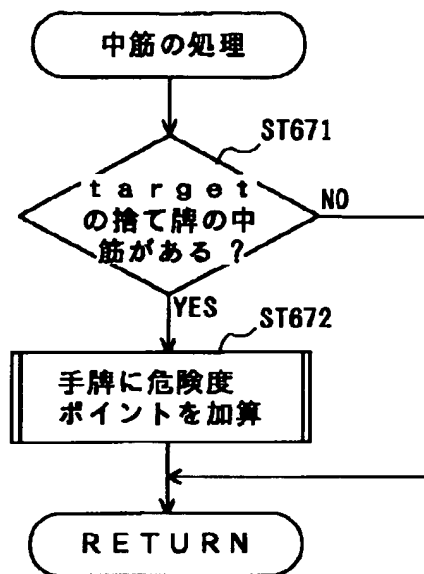 中筋の処理
ST671
ｔａｒｇｅｔ
の捨て牌の中
筋がある ?
NO
YES
ST672
手牌に危険度
ポイントを加算
ＲＥＴＵＲＮ